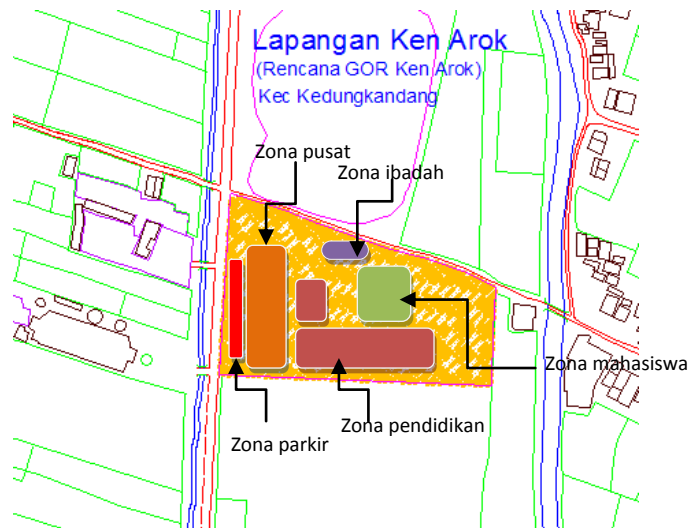 Lapangan Ken Arok
(Rencana GOR Ken Arok)
Kec Kedungkandang
Zona pusat
Zona ibadah
Zona mahasiswa
Zona pendidikan
Zona parkir